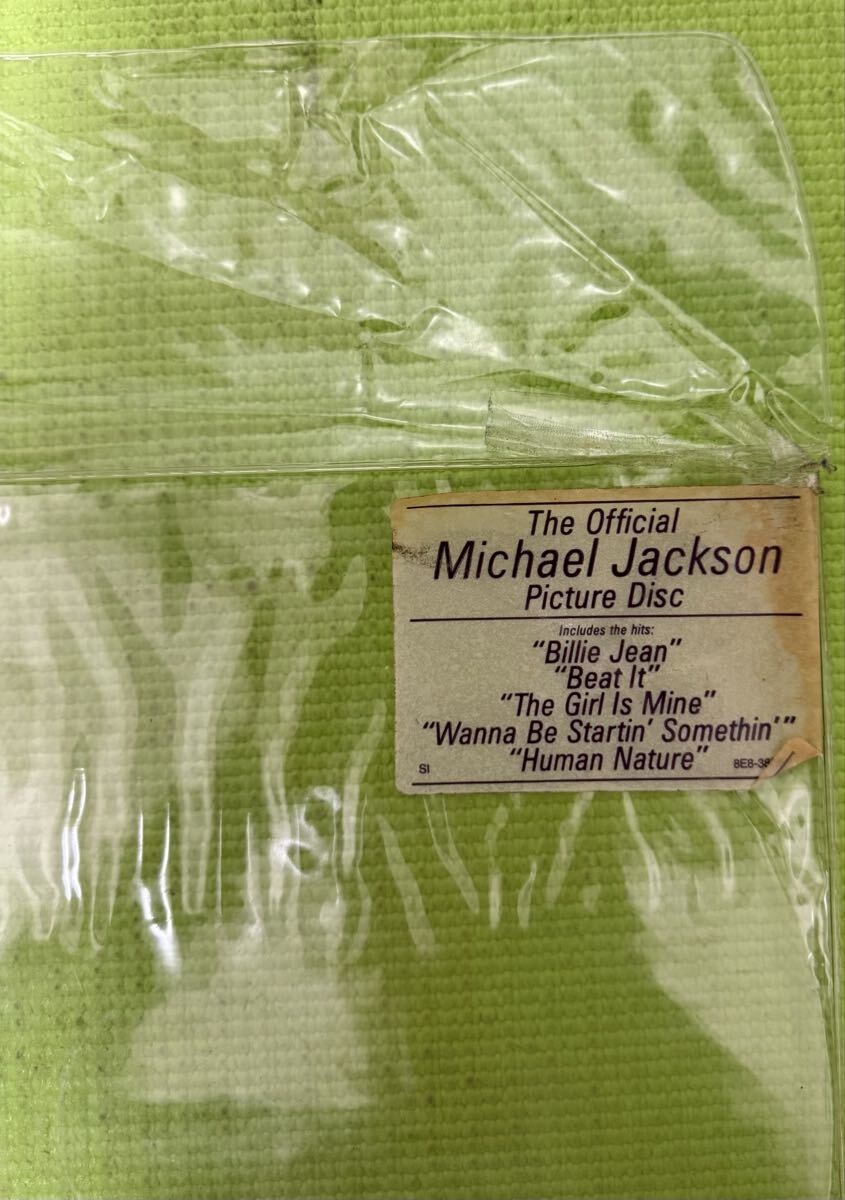 The Official
Michael Jackson
Picture Disc
Includes the hits:
“Billie Jean”
“Beat It”
“The Girl Is Mine”
“Wanna Be Startin’ Somethin’”
“Human Nature”
SI